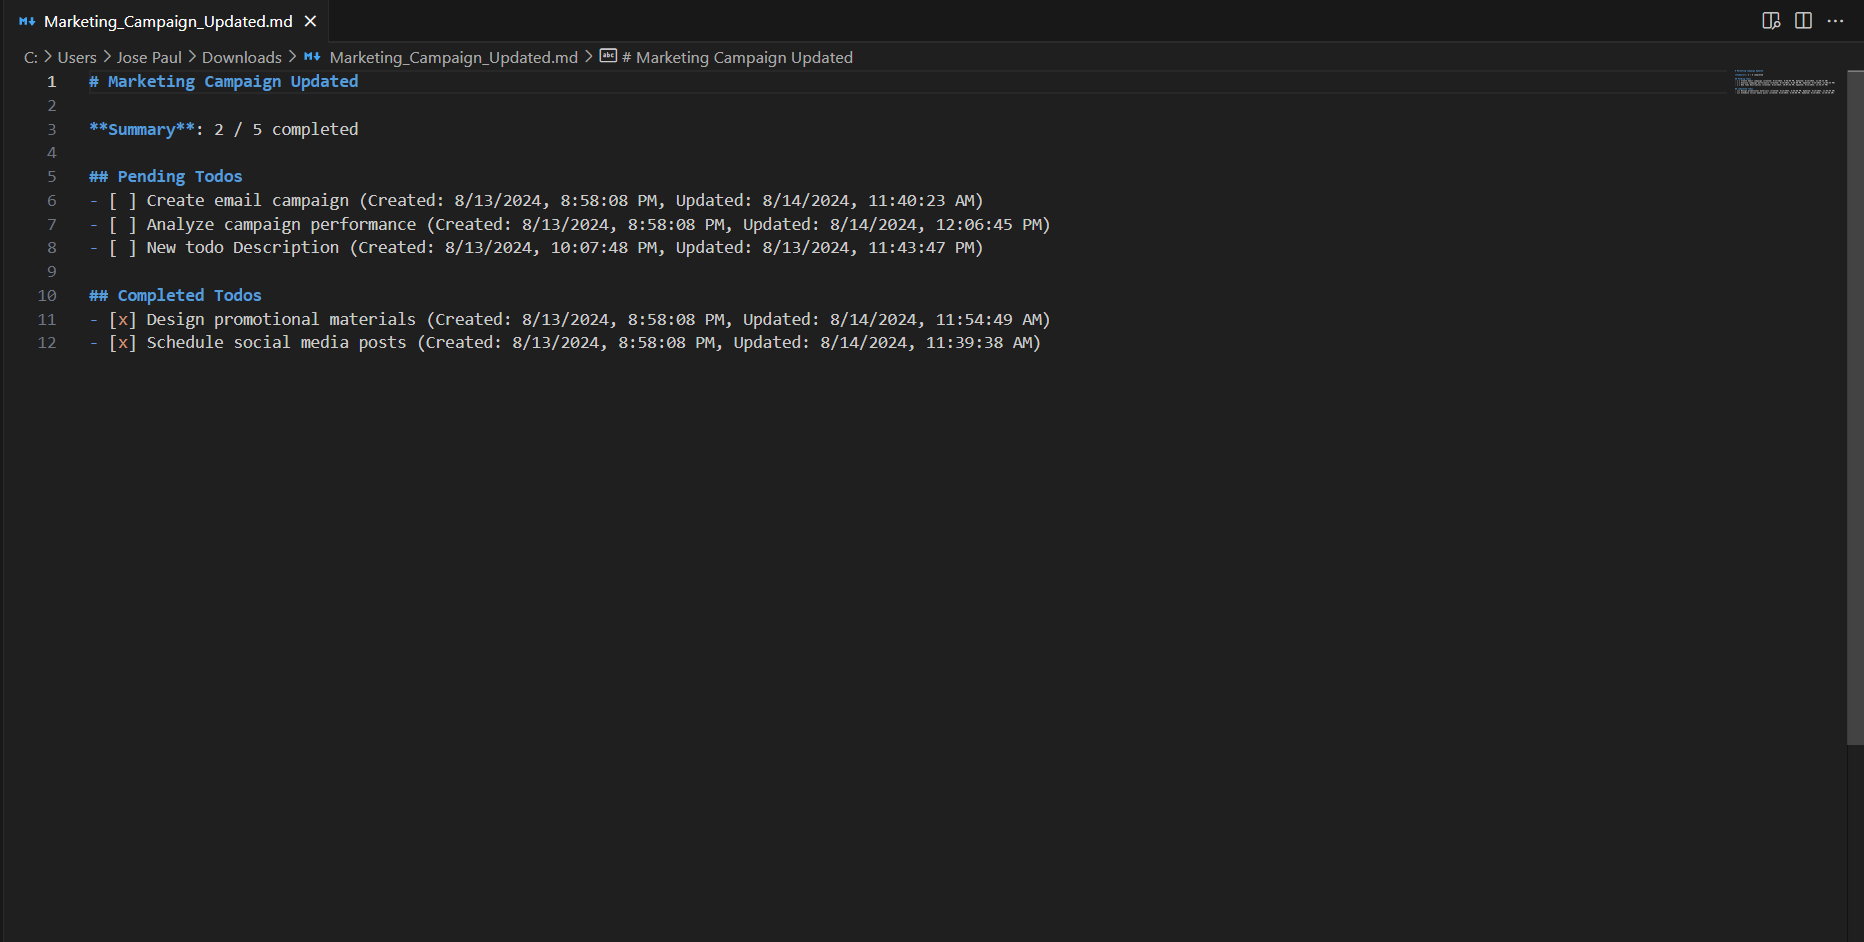 Marketing_Campaign_Updated.md
C: > Users > Jose Paul > Downloads > Marketing_Campaign_Updated.md > # Marketing Campaign Updated
1 # Marketing Campaign Updated
2
3 **Summary**: 2 / 5 completed
4
5 ## Pending Todos
6 - [ ] Create email campaign (Created: 8/13/2024, 8:58:08 PM, Updated: 8/14/2024, 11:40:23 AM)
7 - [ ] Analyze campaign performance (Created: 8/13/2024, 8:58:08 PM, Updated: 8/14/2024, 12:06:45 PM)
8 - [ ] New todo Description (Created: 8/13/2024, 10:07:48 PM, Updated: 8/13/2024, 11:43:47 PM)
9
10 ## Completed Todos
11 - [x] Design promotional materials (Created: 8/13/2024, 8:58:08 PM, Updated: 8/14/2024, 11:54:49 AM)
12 - [x] Schedule social media posts (Created: 8/13/2024, 8:58:08 PM, Updated: 8/14/2024, 11:39:38 AM)